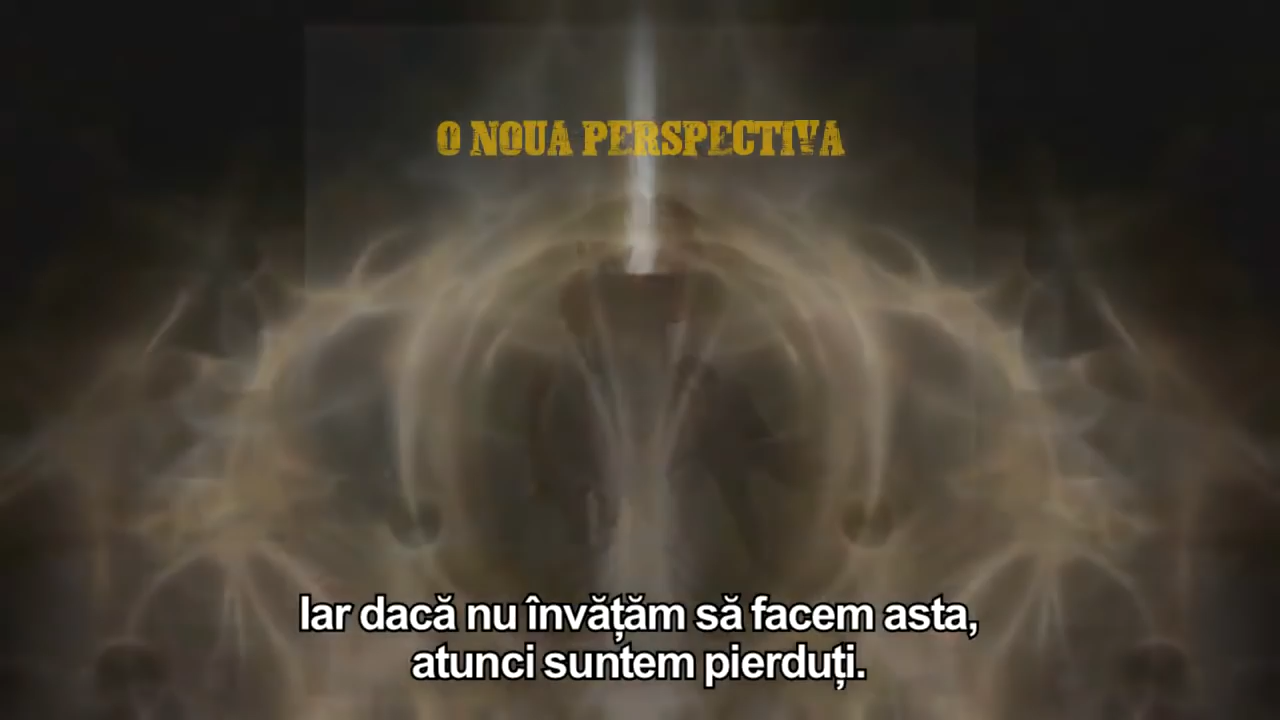 O NOUA PERSPECTIVA
Iar dacă nu învățăm să facem asta,
atunci suntem pierduți.